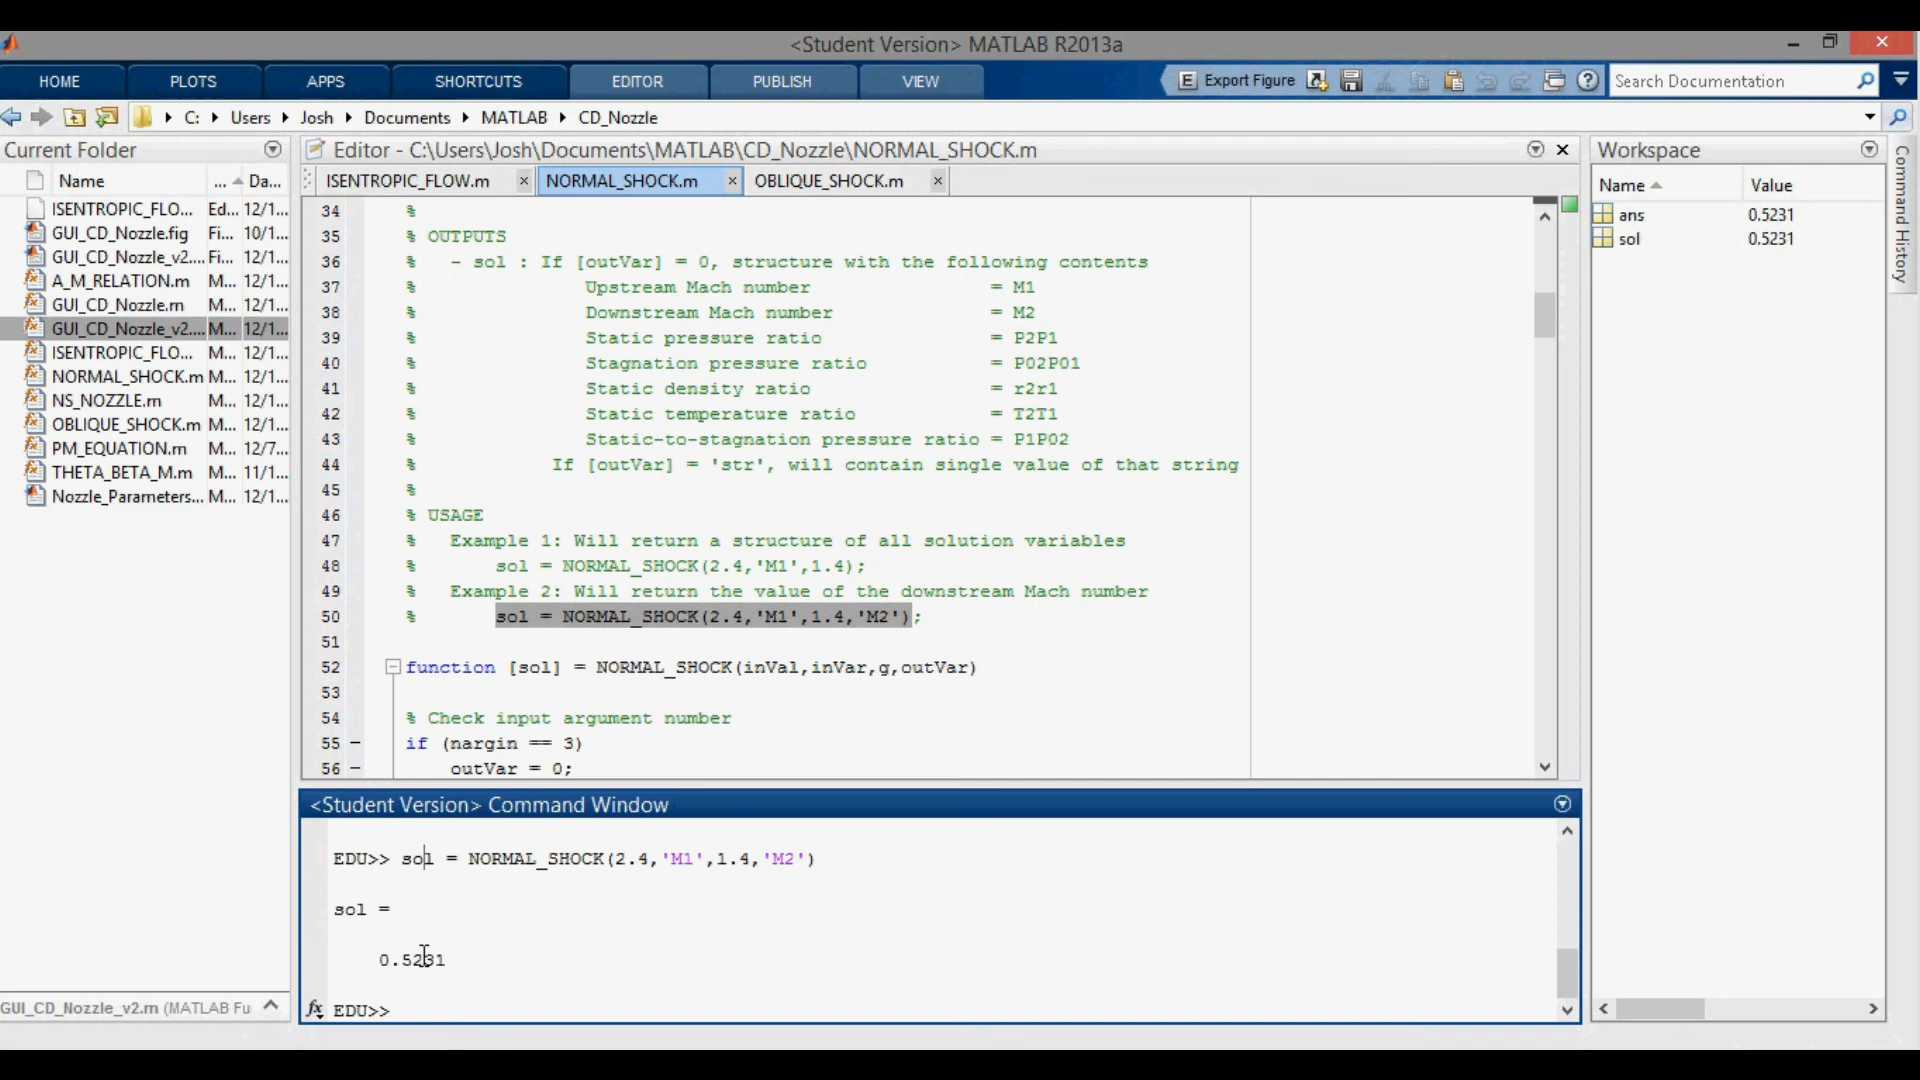 <Student Version> MATLAB R2013a
HOME PLOTS APPS SHORTCUTS EDITOR PUBLISH VIEW E Export Figure Search Documentation
C: Users Josh Documents MATLAB CD_Nozzle
Current Folder
Name ... Da...
ISENTROPIC_FLO... Ed... 12/1...
GUI_CD_Nozzle.fig Fi... 10/1...
GUI_CD_Nozzle_v2.... Fi... 12/1...
A_M_RELATION.m M... 12/1...
GUI_CD_Nozzle.m M... 12/1...
GUI_CD_Nozzle_v2.... M... 12/1...
ISENTROPIC_FLO... M... 12/1...
NORMAL_SHOCK.m M... 12/1...
NS_NOZZLE.m M... 12/1...
OBLIQUE_SHOCK.m M... 12/1...
PM_EQUATION.m M... 12/7...
THETA_BETA_M.m M... 11/1...
Nozzle_Parameters... M... 12/1...
GUI_CD_Nozzle_v2.m (MATLAB Fu
Editor - C:\Users\Josh\Documents\MATLAB\CD_Nozzle\NORMAL_SHOCK.m
ISENTROPIC_FLOW.m × NORMAL_SHOCK.m × OBLIQUE_SHOCK.m ×
34 %
35 % OUTPUTS
36 % - sol : If [outVar] = 0, structure with the following contents
37 % Upstream Mach number = M1
38 % Downstream Mach number = M2
39 % Static pressure ratio = P2P1
40 % Stagnation pressure ratio = P02P01
41 % Static density ratio = r2r1
42 % Static temperature ratio = T2T1
43 % Static-to-stagnation pressure ratio = P1P02
44 % If [outVar] = 'str', will contain single value of that string
45 %
46 % USAGE
47 % Example 1: Will return a structure of all solution variables
48 % sol = NORMAL_SHOCK(2.4,'M1',1.4);
49 % Example 2: Will return the value of the downstream Mach number
50 % sol = NORMAL_SHOCK(2.4,'M1',1.4,'M2');
51
52 function [sol] = NORMAL_SHOCK(inVal,inVar,g,outVar)
53
54 % Check input argument number
55 - if (nargin == 3)
56 - outVar = 0;
<Student Version> Command Window
EDU>> sol = NORMAL_SHOCK(2.4,'M1',1.4,'M2')
sol =
0.5231
fx EDU>>
Workspace
Name Value
ans 0.5231
sol 0.5231
Command History